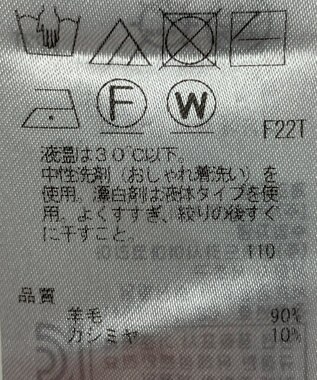 F
W
F22T
液温は30℃以下。
中性洗剤（おしゃれ着洗い）を
使用。漂白剤は液体タイプを使
用。よくすすぎ、絞りの後すぐ
に干すこと。
110
品質
羊毛 90%
カシミヤ 10%